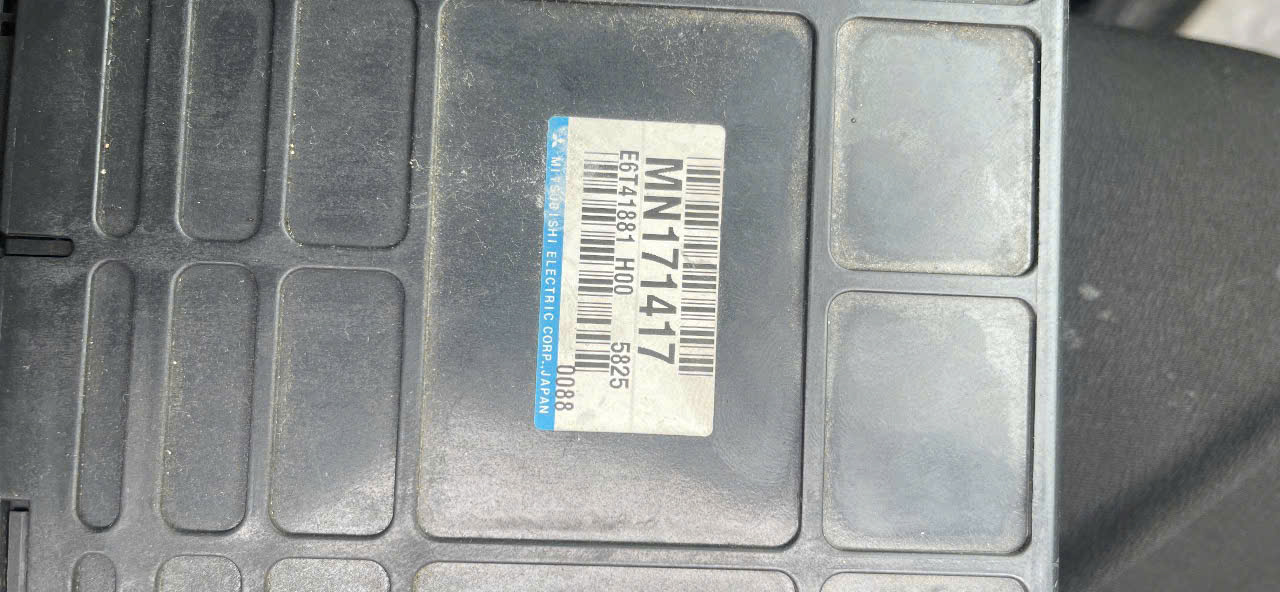 MN171417
E6T41881 H00 5825
0088
MITSUBISHI ELECTRIC CORP., JAPAN